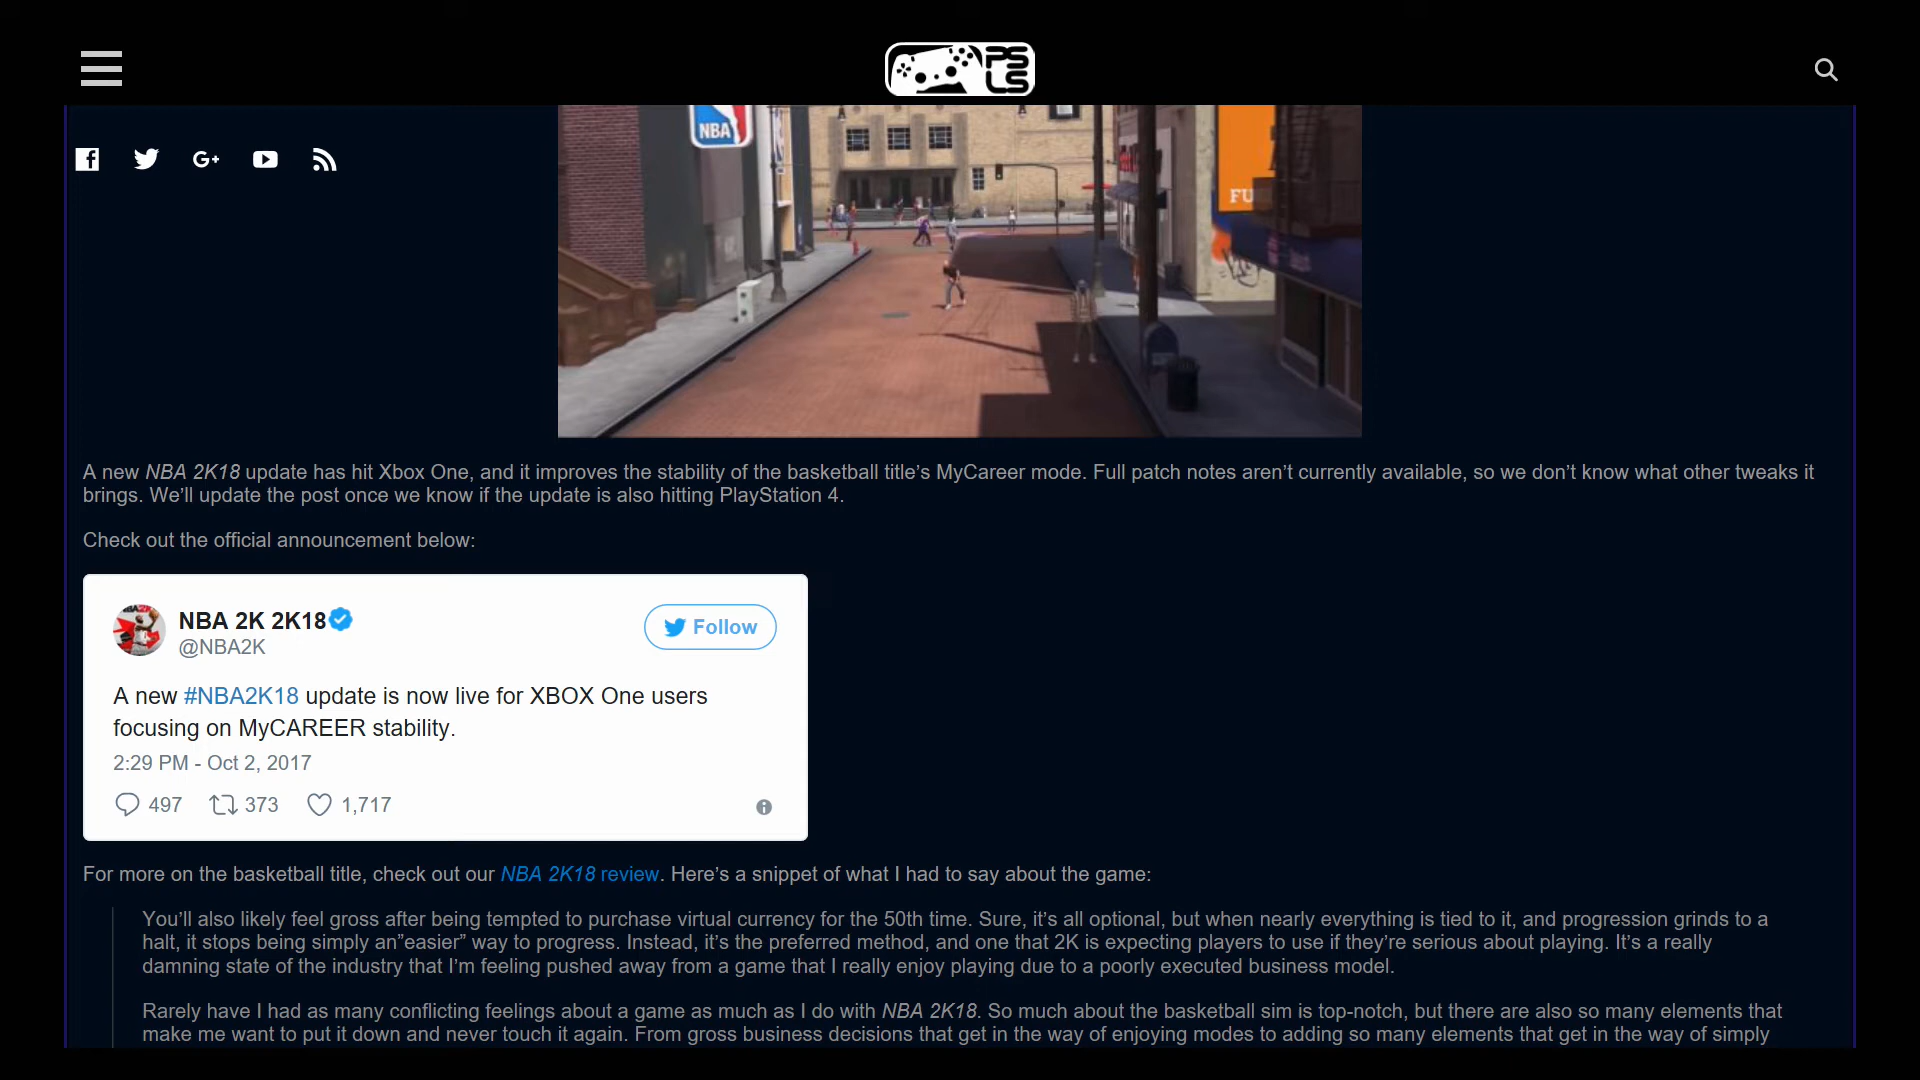 PS
LS
NBA
FU
A new NBA 2K18 update has hit Xbox One, and it improves the stability of the basketball title’s MyCareer mode. Full patch notes aren’t currently available, so we don’t know what other tweaks it
brings. We’ll update the post once we know if the update is also hitting PlayStation 4.
Check out the official announcement below:
NBA 2K 2K18
@NBA2K
Follow
A new #NBA2K18 update is now live for XBOX One users
focusing on MyCAREER stability.
2:29 PM - Oct 2, 2017
497 373 1,717
For more on the basketball title, check out our NBA 2K18 review. Here’s a snippet of what I had to say about the game:
You’ll also likely feel gross after being tempted to purchase virtual currency for the 50th time. Sure, it’s all optional, but when nearly everything is tied to it, and progression grinds to a
halt, it stops being simply an”easier” way to progress. Instead, it’s the preferred method, and one that 2K is expecting players to use if they’re serious about playing. It’s a really
damning state of the industry that I’m feeling pushed away from a game that I really enjoy playing due to a poorly executed business model.
Rarely have I had as many conflicting feelings about a game as much as I do with NBA 2K18. So much about the basketball sim is top-notch, but there are also so many elements that
make me want to put it down and never touch it again. From gross business decisions that get in the way of enjoying modes to adding so many elements that get in the way of simply